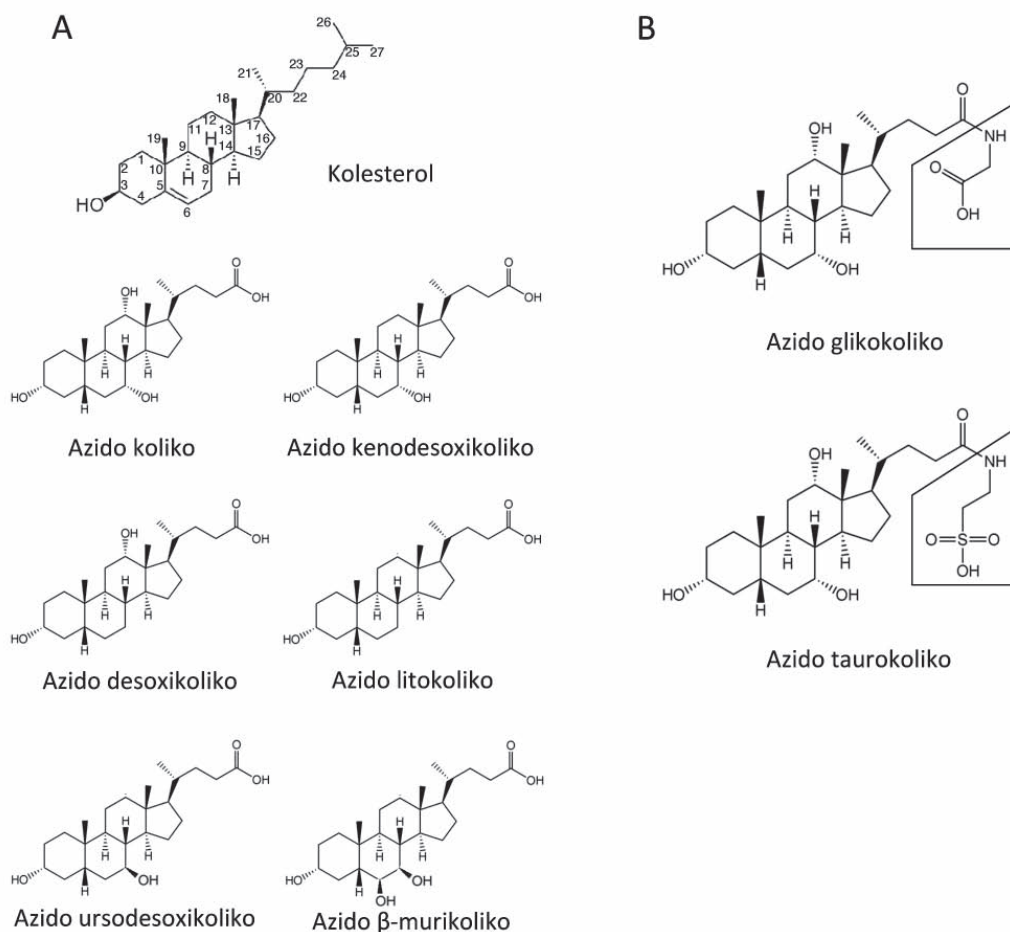 A
26
25
27
21
23
24
20
22
18
12
17
11
13
16
19
H
14
15
1
9
2
10
8
H
3
5
7
HO
4
6
Kolesterol
O
OH
OH
H
H
H
HO
OH
H
Azido koliko
O
OH
H
H
H
HO
OH
H
Azido kenodesoxikoliko
O
OH
OH
H
H
H
HO
H
Azido desoxikoliko
O
OH
H
H
H
HO
H
Azido litokoliko
O
OH
H
H
H
HO
OH
H
Azido ursodesoxikoliko
O
OH
H
H
H
HO
OH
H
OH
Azido β-murikoliko
B
O
OH
NH
O
H
OH
H
H
HO
OH
H
Azido glikokoliko
O
OH
NH
H
O
S
O
H
H
OH
HO
OH
H
Azido taurokoliko